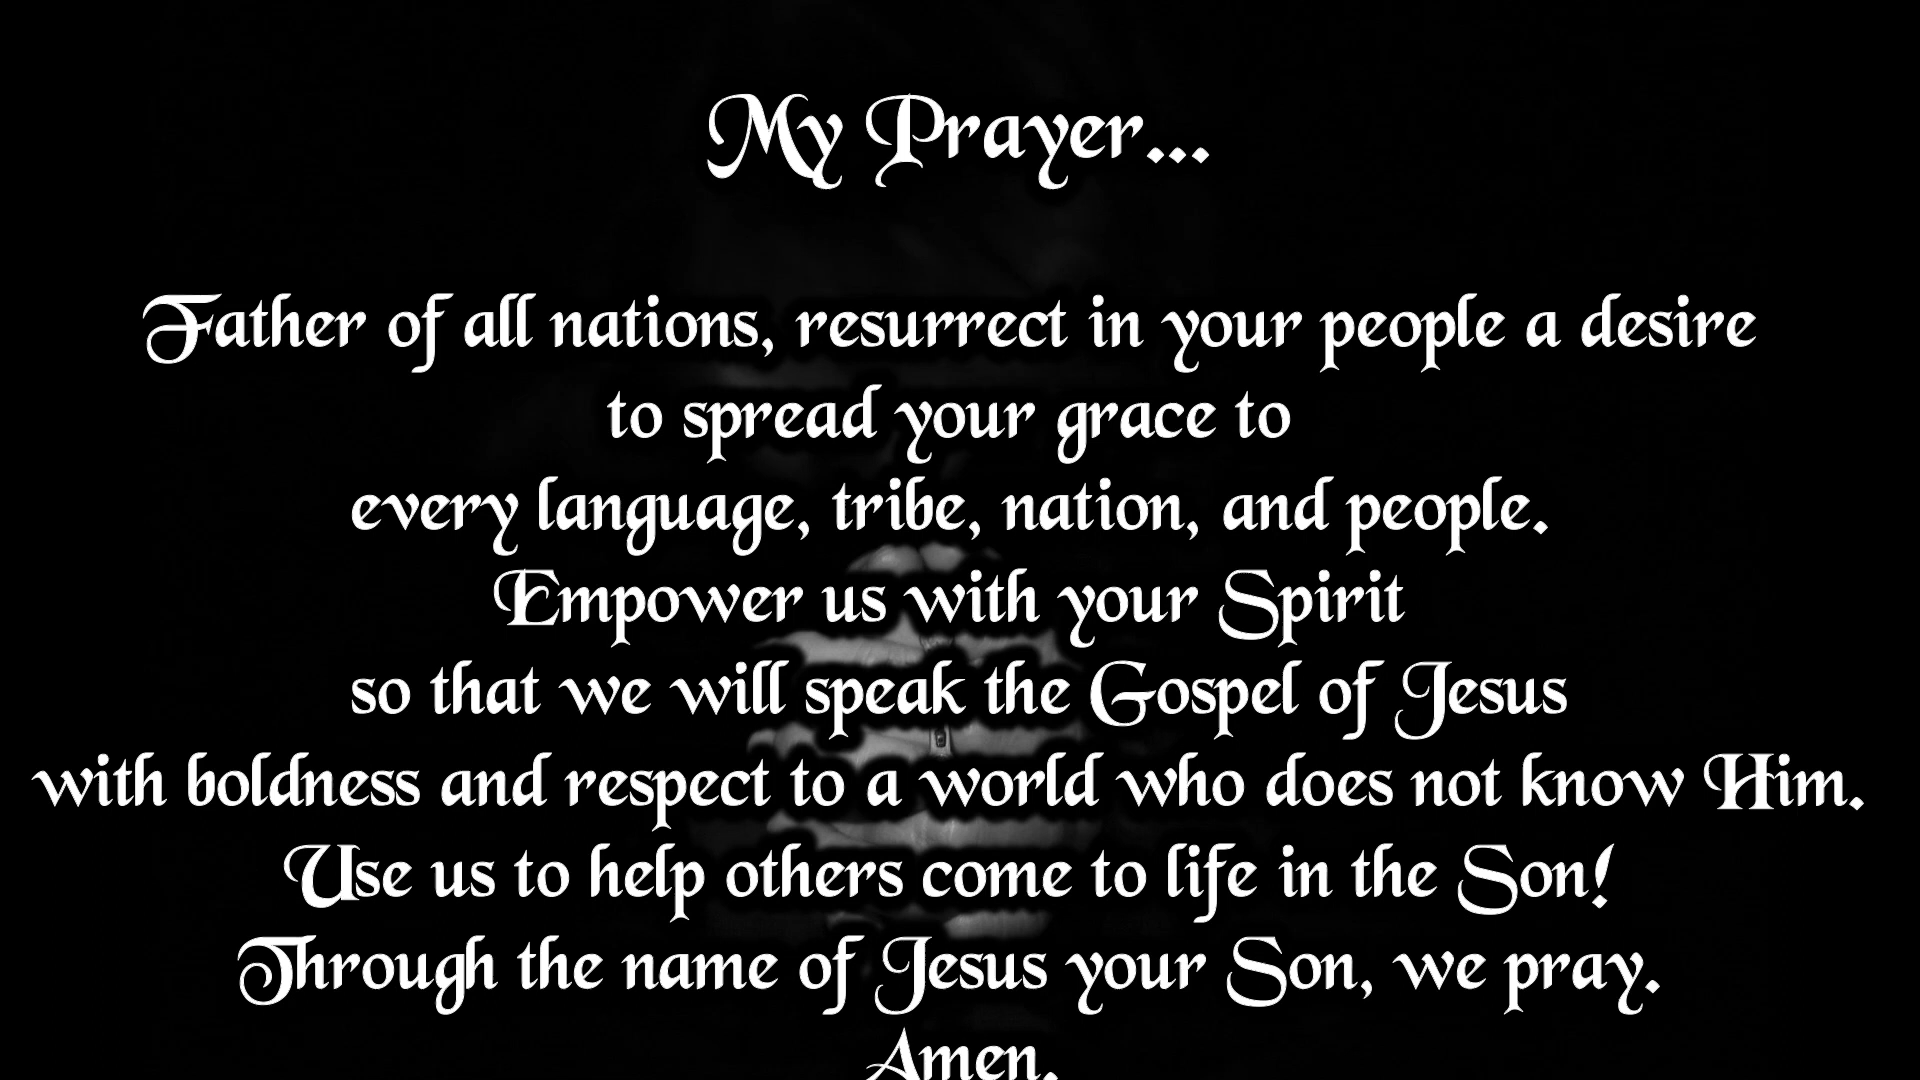 My Prayer...
Father of all nations, resurrect in your people a desire
to spread your grace to
every language, tribe, nation, and people.
Empower us with your Spirit
so that we will speak the Gospel of Jesus
with boldness and respect to a world who does not know Him.
Use us to help others come to life in the Son!
Through the name of Jesus your Son, we pray.
Amen.